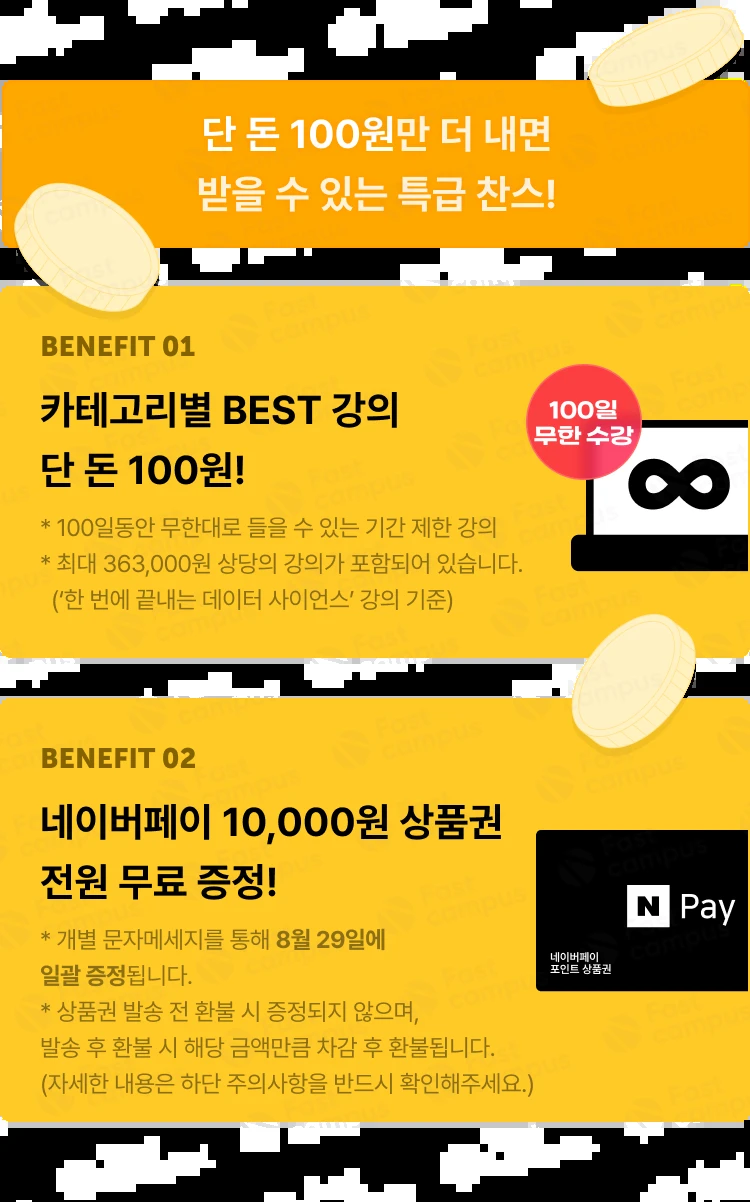 단 돈 100원만 더 내면
받을 수 있는 특급 찬스!
BENEFIT 01
카테고리별 BEST 강의
단 돈 100원!
100일
무한 수강
* 100일동안 무한대로 들을 수 있는 기간 제한 강의
* 최대 363,000원 상당의 강의가 포함되어 있습니다.
(‘한 번에 끝내는 데이터 사이언스’ 강의 기준)
BENEFIT 02
네이버페이 10,000원 상품권
전원 무료 증정!
N Pay
네이버페이
포인트 상품권
* 개별 문자메세지를 통해 8월 29일에
일괄 증정됩니다.
* 상품권 발송 전 환불 시 증정되지 않으며,
발송 후 환불 시 해당 금액만큼 차감 후 환불됩니다.
(자세한 내용은 하단 주의사항을 반드시 확인해주세요.)
Fast
campus